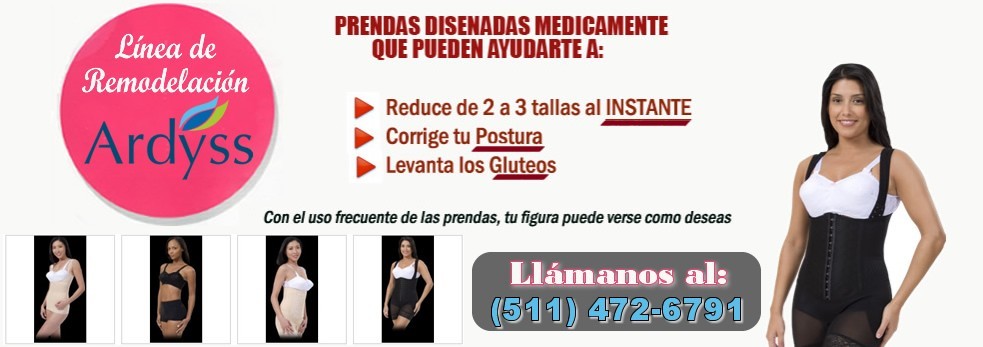 Línea de
Remodelación
Ardyss
PRENDAS DISENADAS MEDICAMENTE
QUE PUEDEN AYUDARTE A:
Reduce de 2 a 3 tallas al INSTANTE
Corrige tu Postura
Levanta los Gluteos
Con el uso frecuente de las prendas, tu figura puede verse como deseas
Llámanos al:
(511) 472-6791